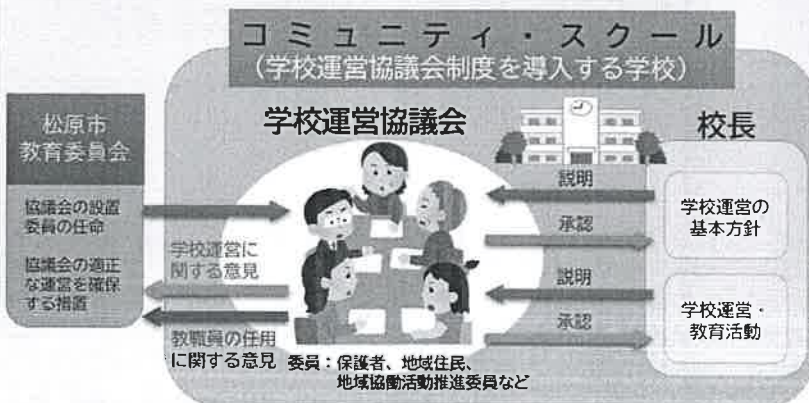 コミュニティ・スクール
(学校運営協議会制度を導入する学校)
松原市
教育委員会
協議会の設置
委員の任命
協議会の適正
な運営を確保
する措置
学校運営協議会
学校運営に
関する意見
教職員の任用
に関する意見
委員：保護者、地域住民、
地域協働活動推進委員など
説明
承認
説明
承認
校長
学校運営の
基本方針
学校運営・
教育活動